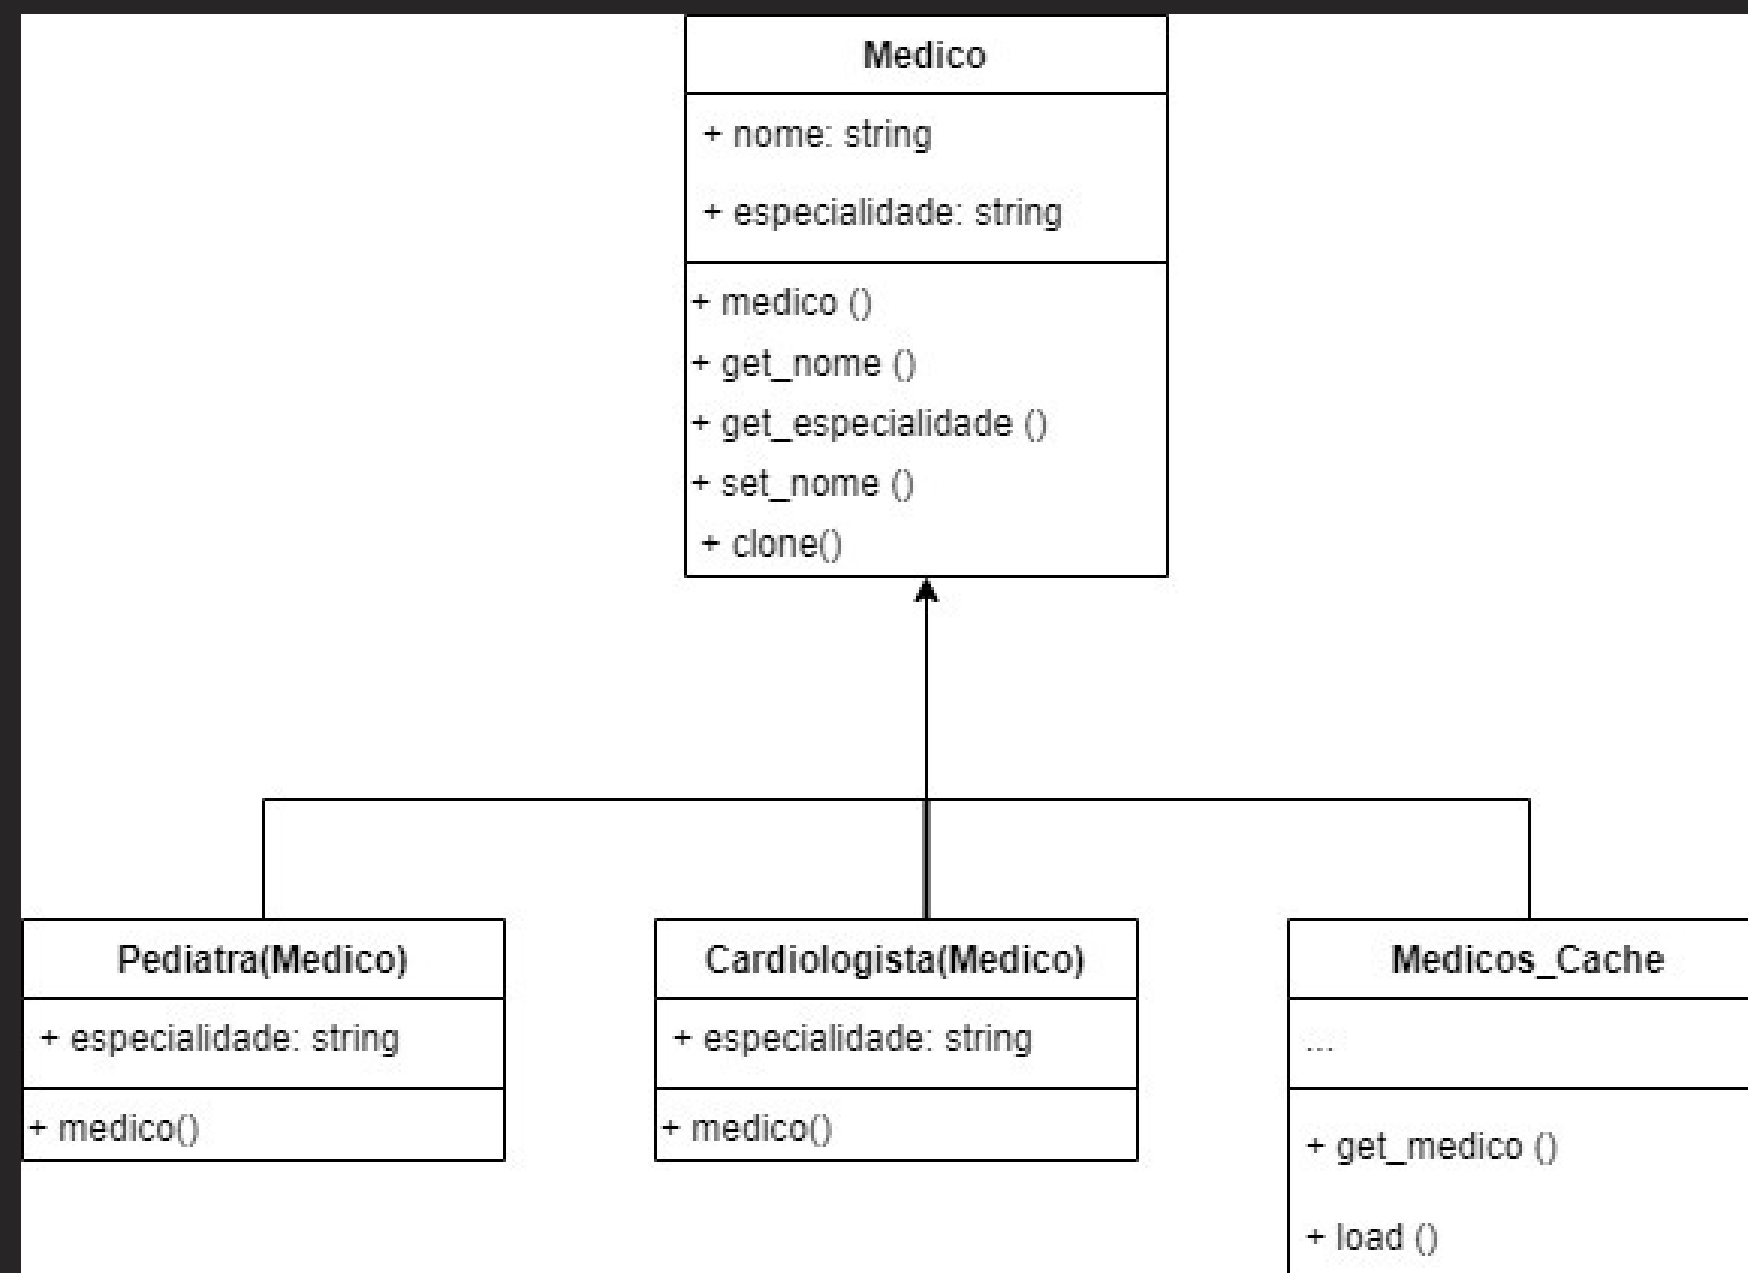 Medico
+ nome: string
+ especialidade: string
+ medico ()
+ get_nome ()
+ get_especialidade ()
+ set_nome ()
+ clone()
Pediatra(Medico)
+ especialidade: string
+ medico()
Cardiologista(Medico)
+ especialidade: string
+ medico()
Medicos_Cache
...
+ get_medico ()
+ load ()